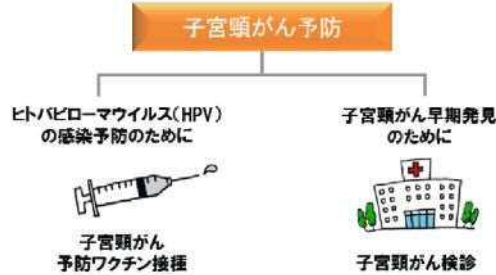 子宮頸がん予防
ヒトパピローマウイルス(HPV)
の感染予防のために
子宮頸がん
予防ワクチン接種
子宮頸がん早期発見
のために
子宮頸がん検診